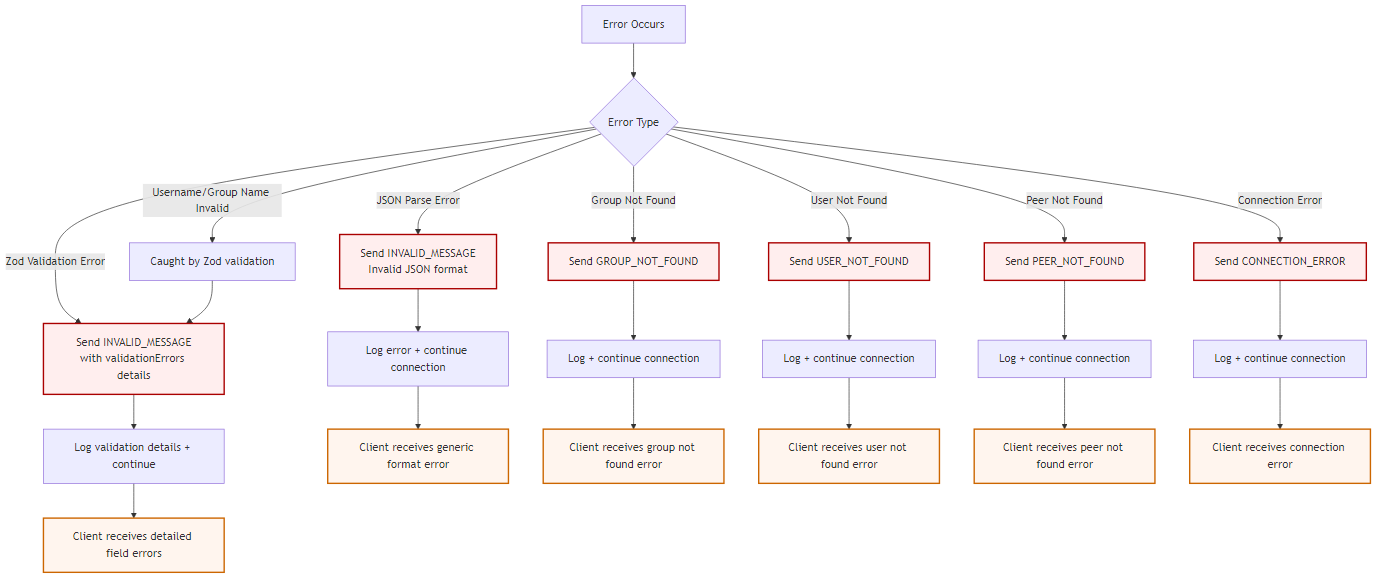 Error Occurs
Error Type
Username/Group Name
Invalid
JSON Parse Error
Group Not Found
User Not Found
Peer Not Found
Connection Error
Zod Validation Error
Caught by Zod validation
Send INVALID_MESSAGE
Invalid JSON format
Send GROUP_NOT_FOUND
Send USER_NOT_FOUND
Send PEER_NOT_FOUND
Send CONNECTION_ERROR
Send INVALID_MESSAGE
with validationErrors
details
Log error + continue
connection
Log + continue connection
Log + continue connection
Log + continue connection
Log + continue connection
Log validation details +
continue
Client receives generic
format error
Client receives group not
found error
Client receives user not
found error
Client receives peer not
found error
Client receives connection
error
Client receives detailed
field errors